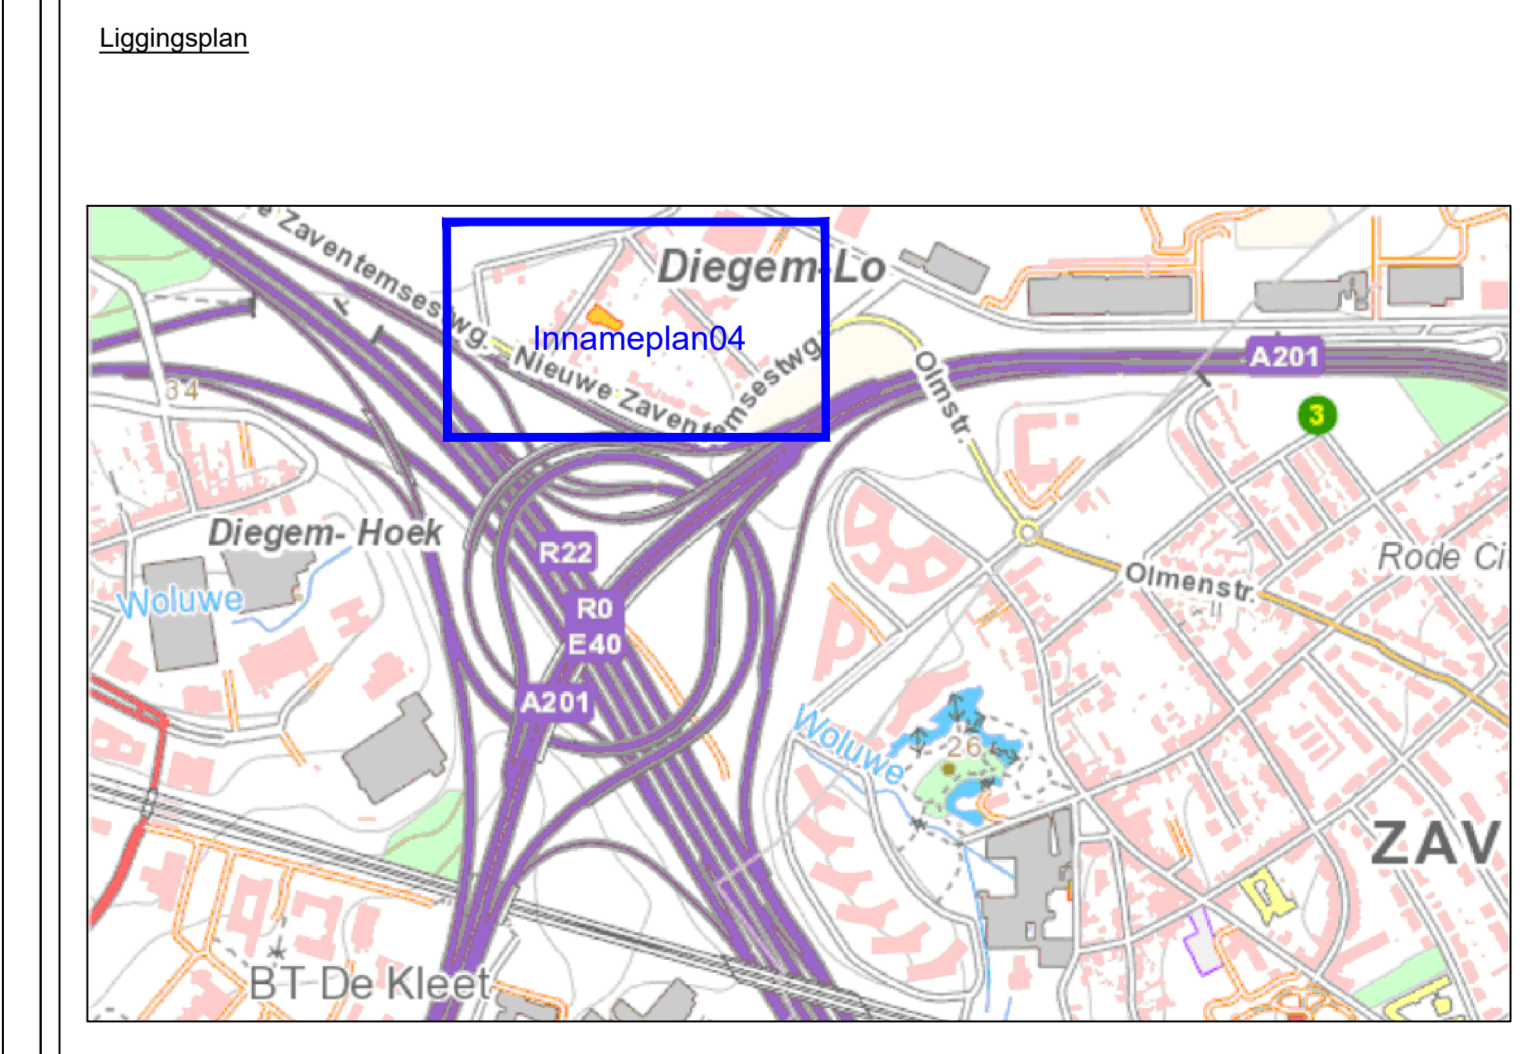 Liggingsplan
e Zaventemsestwg.
Diegem-Lo
Innameplan04
Nieuwe Zaventemsestwg.
A201
Olmstr.
34
3
Diegem- Hoek
R22
Rode Ci
Olmenstr.
Woluwe
R0
E40
A201
Woluwe
26
ZAV
BT De Kleet